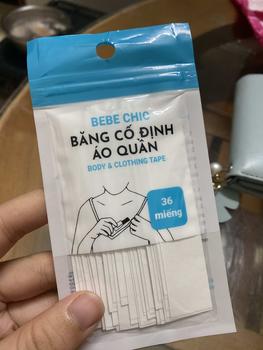 BEBE CHIC
BĂNG CỐ ĐỊNH
ÁO QUẦN
BODY & CLOTHING TAPE
36
miếng